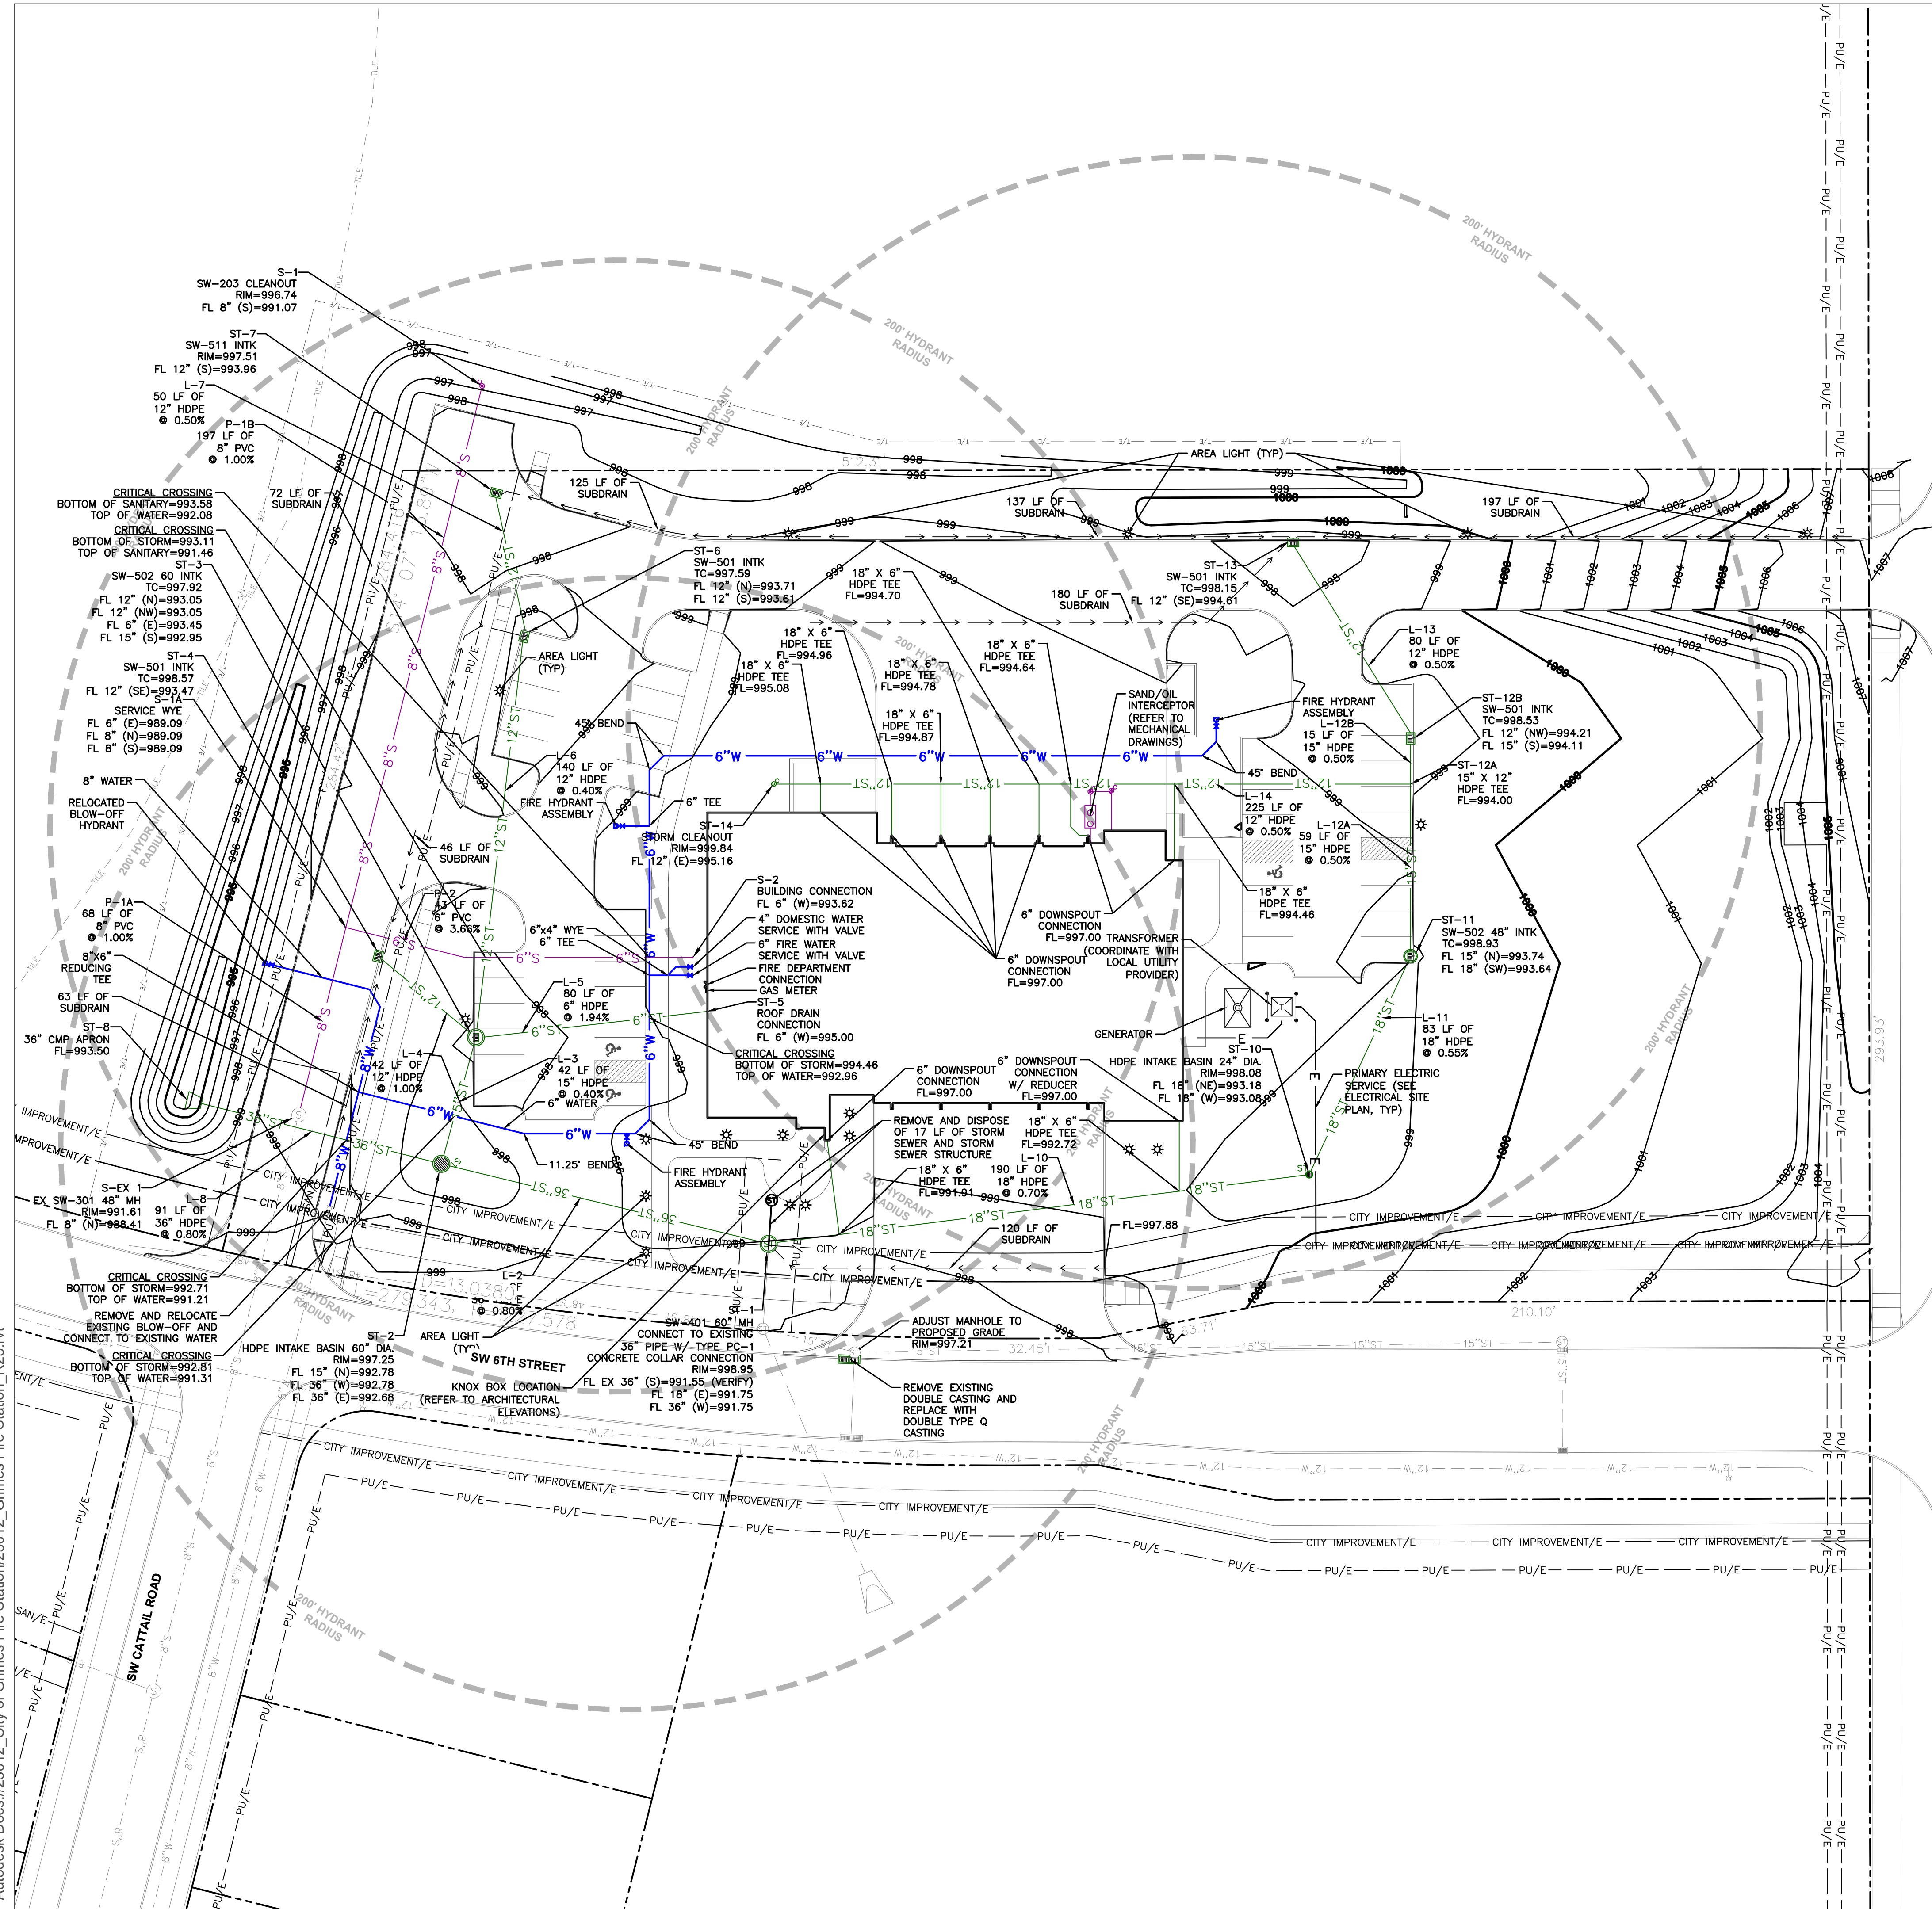 S-1
SW-203 CLEANOUT
RIM=996.74
FL 8" (S)=991.07
ST-7
SW-511 INTK
RIM=997.51
FL 12" (S)=993.96
L-7
50 LF OF
12" HDPE
@ 0.50%
P-1B
197 LF OF
8" PVC
@ 1.00%
CRITICAL CROSSING
BOTTOM OF SANITARY=993.58
TOP OF WATER=992.08
CRITICAL CROSSING
BOTTOM OF STORM=993.11
TOP OF SANITARY=991.46
ST-3
SW-502 60 INTK
TC=997.92
FL 12" (N)=993.05
FL 12" (NW)=993.05
FL 6" (E)=993.45
FL 15" (S)=992.95
ST-4
SW-501 INTK
TC=998.57
FL 12" (SE)=993.47
S-1A
SERVICE WYE
FL 6" (E)=989.09
FL 8" (N)=989.09
FL 8" (S)=989.09
8" WATER
RELOCATED
BLOW-OFF
HYDRANT
P-1A
68 LF OF
8" PVC
@ 1.00%
8"X6"
REDUCING
TEE
63 LF OF
SUBDRAIN
ST-8
36" CMP APRON
FL=993.50
S-EX 1
EX SW-301 48" MH
RIM=991.61
FL 8" (N)=988.41
L-8
91 LF OF
36" HDPE
@ 0.80%
CRITICAL CROSSING
BOTTOM OF STORM=992.71
TOP OF WATER=991.21
REMOVE AND RELOCATE
EXISTING BLOW-OFF AND
CONNECT TO EXISTING WATER
CRITICAL CROSSING
BOTTOM OF STORM=992.81
TOP OF WATER=991.31
72 LF OF
SUBDRAIN
125 LF OF
SUBDRAIN
137 LF OF
SUBDRAIN
197 LF OF
SUBDRAIN
AREA LIGHT (TYP)
512.31'
ST-6
SW-501 INTK
TC=997.59
FL 12" (N)=993.71
FL 12" (S)=993.61
AREA LIGHT
(TYP)
18" X 6"
HDPE TEE
FL=994.70
18" X 6"
HDPE TEE
FL=994.96
18" X 6"
HDPE TEE
FL=995.08
18" X 6"
HDPE TEE
FL=994.78
18" X 6"
HDPE TEE
FL=994.87
18" X 6"
HDPE TEE
FL=994.64
180 LF OF
SUBDRAIN
ST-13
SW-501 INTK
TC=998.15
FL 12" (SE)=994.61
L-13
80 LF OF
12" HDPE
@ 0.50%
SAND/OIL
INTERCEPTOR
(REFER TO
MECHANICAL
DRAWINGS)
FIRE HYDRANT
ASSEMBLY
L-12B
15 LF OF
15" HDPE
@ 0.50%
ST-12B
SW-501 INTK
TC=998.53
FL 12" (NW)=994.21
FL 15" (S)=994.11
ST-12A
15" X 12"
HDPE TEE
FL=994.00
45° BEND
45° BEND
L-6
140 LF OF
12" HDPE
@ 0.40%
FIRE HYDRANT
ASSEMBLY
6" TEE
ST-14
STORM CLEANOUT
RIM=999.84
FL 12" (E)=995.16
L-14
225 LF OF
12" HDPE
@ 0.50%
L-12A
59 LF OF
15" HDPE
@ 0.50%
46 LF OF
SUBDRAIN
P-2
43 LF OF
6" PVC
@ 3.66%
6"x4" WYE
6" TEE
S-2
BUILDING CONNECTION
FL 6" (W)=993.62
4" DOMESTIC WATER
SERVICE WITH VALVE
6" FIRE WATER
SERVICE WITH VALVE
FIRE DEPARTMENT
CONNECTION
GAS METER
ST-5
ROOF DRAIN
CONNECTION
FL 6" (W)=995.00
CRITICAL CROSSING
BOTTOM OF STORM=994.46
TOP OF WATER=992.96
6" DOWNSPOUT
CONNECTION
FL=997.00
6" DOWNSPOUT
CONNECTION
FL=997.00
TRANSFORMER
(COORDINATE WITH
LOCAL UTILITY
PROVIDER)
18" X 6"
HDPE TEE
FL=994.46
ST-11
SW-502 48" INTK
TC=998.93
FL 15" (N)=993.74
FL 18" (SW)=993.64
L-11
83 LF OF
18" HDPE
@ 0.55%
GENERATOR
L-5
80 LF OF
6" HDPE
@ 1.94%
L-4
42 LF OF
12" HDPE
@ 1.00%
L-3
42 LF OF
15" HDPE
@ 0.40%
6" WATER
11.25° BENDS
45° BEND
FIRE HYDRANT
ASSEMBLY
6" DOWNSPOUT
CONNECTION
FL=997.00
6" DOWNSPOUT
CONNECTION
W/ REDUCER
FL=997.00
ST-10
HDPE INTAKE BASIN 24" DIA.
RIM=998.08
FL 18" (NE)=993.18
FL 18" (W)=993.08
PRIMARY ELECTRIC
SERVICE (SEE
ELECTRICAL SITE
PLAN, TYP)
REMOVE AND DISPOSE
OF 17 LF OF STORM
SEWER AND STORM
SEWER STRUCTURE
18" X 6"
HDPE TEE
FL=992.72
18" X 6"
HDPE TEE
FL=991.91
L-10
190 LF OF
18" HDPE
@ 0.70%
120 LF OF
SUBDRAIN
FL=997.88
L-2
@ 0.80%
ST-2
HDPE INTAKE BASIN 60" DIA.
RIM=997.25
FL 15" (N)=992.78
FL 36" (W)=992.78
FL 36" (E)=992.68
AREA LIGHT
SW 6TH STREET
KNOX BOX LOCATION
(REFER TO ARCHITECTURAL
ELEVATIONS)
ST-1
SW-401 60" MH
CONNECT TO EXISTING
36" PIPE W/ TYPE PC-1
CONCRETE COLLAR CONNECTION
RIM=998.95
FL EX 36" (S)=991.55 (VERIFY)
FL 18" (E)=991.75
FL 36" (W)=991.75
ADJUST MANHOLE TO
PROPOSED GRADE
RIM=997.21
REMOVE EXISTING
DOUBLE CASTING AND
REPLACE WITH
DOUBLE TYPE Q
CASTING
200' HYDRANT
RADIUS
210.10'
293.93'
284.42'
63.71'
32.45'
CITY IMPROVEMENT/E
PU/E
SAN/E
SW CATTAIL ROAD